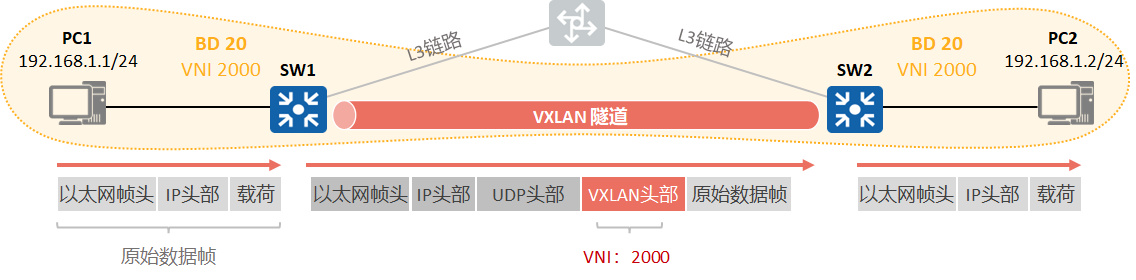 PC1
192.168.1.1/24
BD 20
VNI 2000
SW1
L3链路
L3链路
SW2
BD 20
VNI 2000
PC2
192.168.1.2/24
VXLAN 隧道
以太网帧头 IP头部 载荷
以太网帧头 IP头部 UDP头部 VXLAN头部 原始数据帧
以太网帧头 IP头部 载荷
原始数据帧
VNI：2000